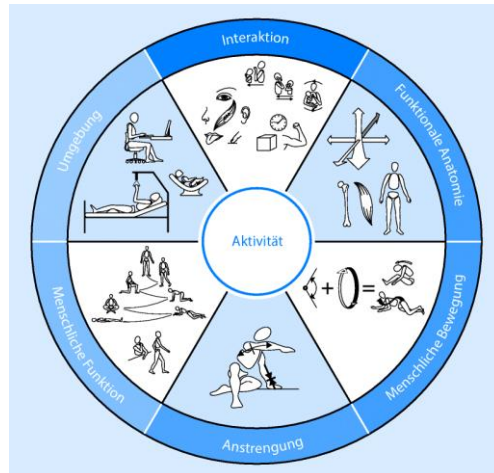 Interaktion
Funktionale Anatomie
Menschliche Bewegung
Anstrengung
Menschliche Funktion
Umgebung
Aktivität